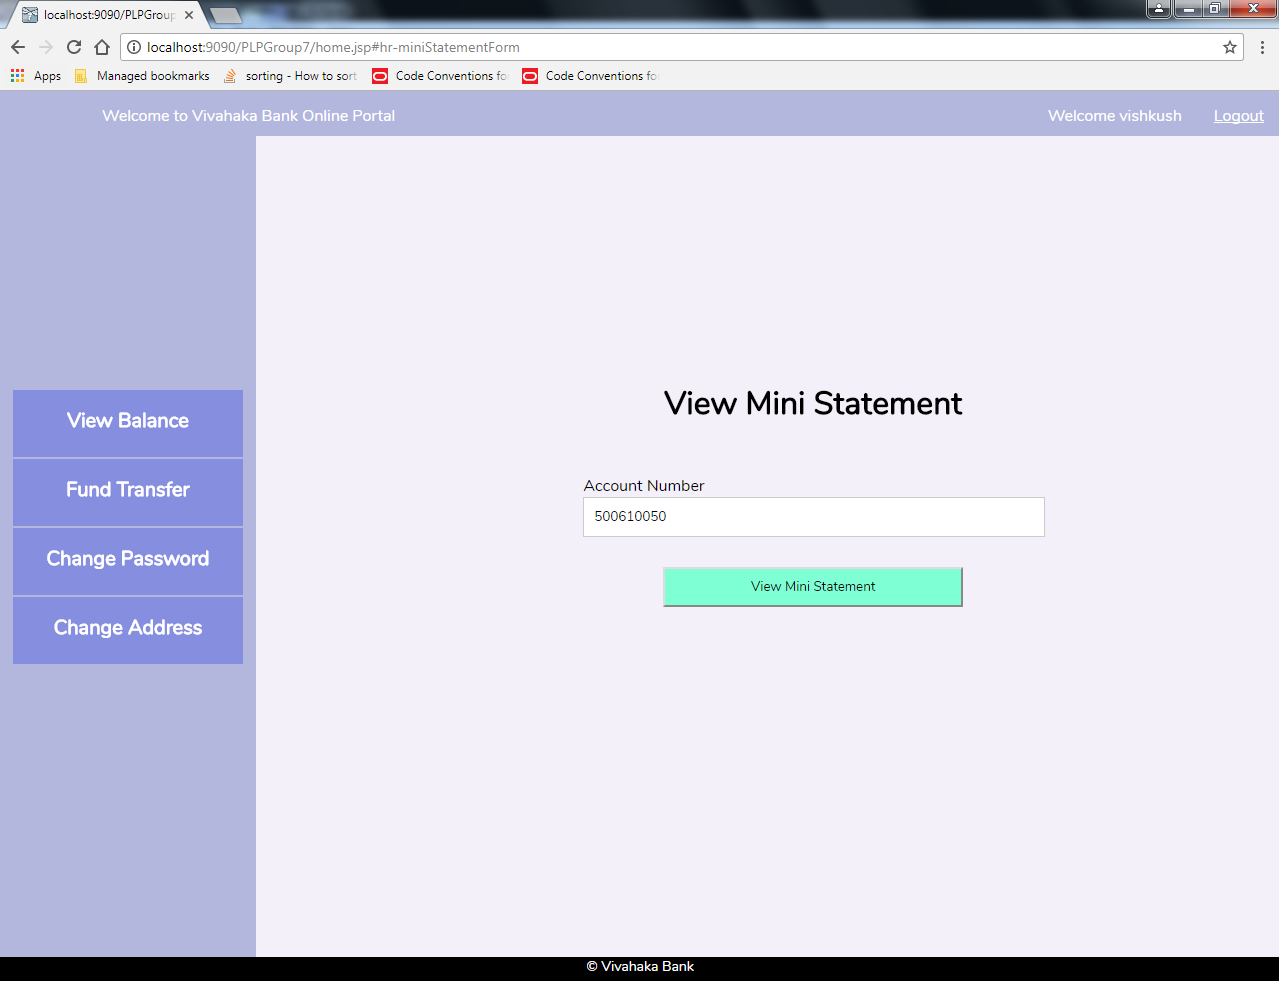 localhost:9090/PLPGroup
localhost:9090/PLPGroup7/home.jsp#hr-miniStatementForm
Apps Managed bookmarks sorting - How to sort Code Conventions fo Code Conventions fo
Welcome to Vivahaka Bank Online Portal Welcome vishkush Logout
View Balance
Fund Transfer
Change Password
Change Address
View Mini Statement
Account Number
500610050
View Mini Statement
© Vivahaka Bank